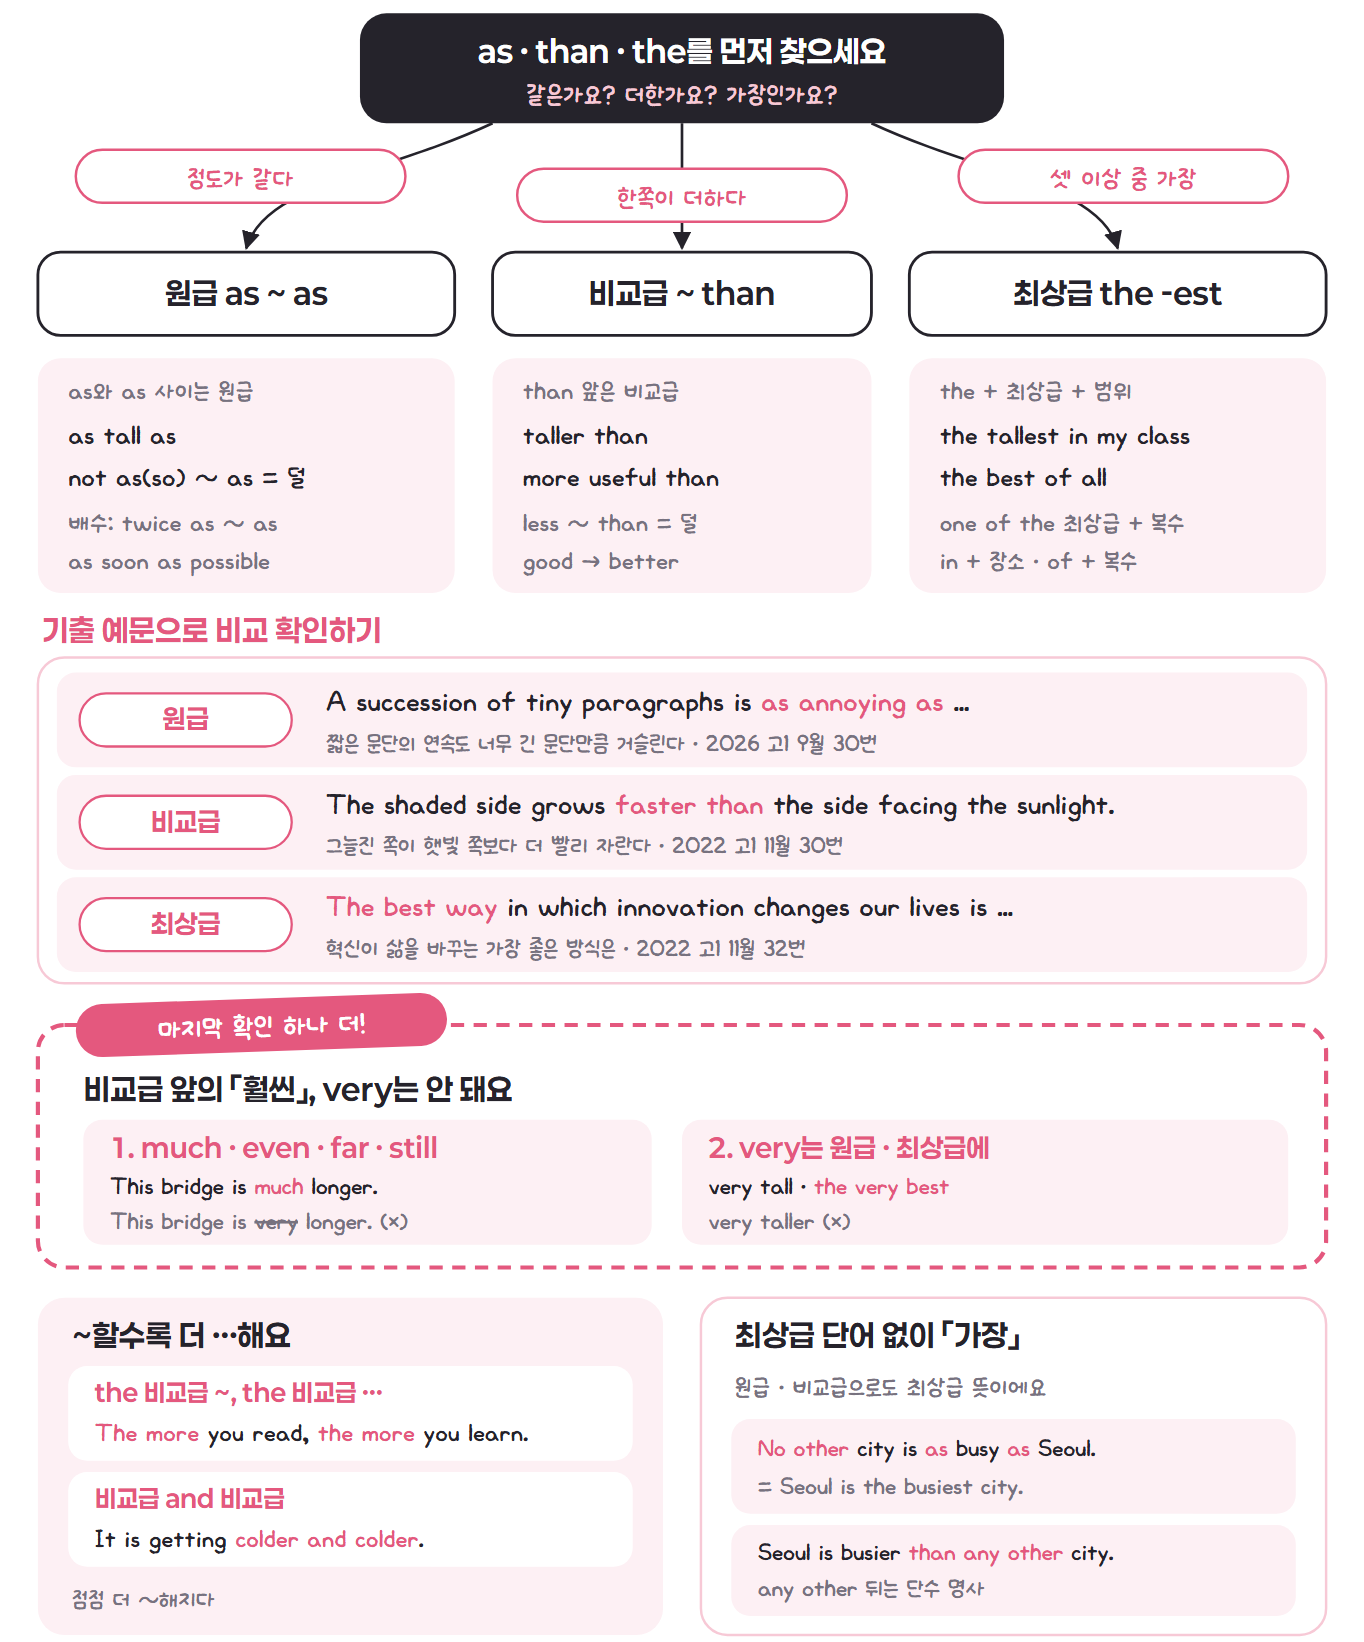 as · than · the를 먼저 찾으세요
같은가요? 더한가요? 가장인가요?
점도가 같다
한쪽이 더하다
셋 이상 중 가장
원급 as ~ as
비교급 ~ than
최상급 the -est
as와 as 사이는 원급
as tall as
not as(so) ~ as = 덜
배수: twice as ~ as
as soon as possible
than 앞은 비교급
taller than
more useful than
less ~ than = 덜
good → better
the + 최상급 + 범위
the tallest in my class
the best of all
one of the 최상급 + 복수
in + 장소 · of + 복수
기출 예문으로 비교 확인하기
원급
A succession of tiny paragraphs is as annoying as ...
짧은 문단의 연속도 너무 긴 문단만큼 거슬린다 · 2026 고1 9월 30번
비교급
The shaded side grows faster than the side facing the sunlight.
그늘진 쪽이 햇빛 쪽보다 더 빨리 자란다 · 2022 고1 11월 30번
최상급
The best way in which innovation changes our lives is ...
혁신이 삶을 바꾸는 가장 좋은 방식은 · 2022 고1 11월 32번
마지막 확인 하나 더!
비교급 앞의 「훨씬」, very는 안 돼요
1. much · even · far · still
This bridge is much longer.
This bridge is very longer. (×)
2. very는 원급 · 최상급에
very tall · the very best
very taller (×)
~할수록 더 ···해요
the 비교급 ~, the 비교급 ···
The more you read, the more you learn.
비교급 and 비교급
It is getting colder and colder.
점점 더 ~해지다
최상급 단어 없이 「가장」
원급 · 비교급으로도 최상급 뜻이에요
No other city is as busy as Seoul.
= Seoul is the busiest city.
Seoul is busier than any other city.
any other 뒤는 단수 명사